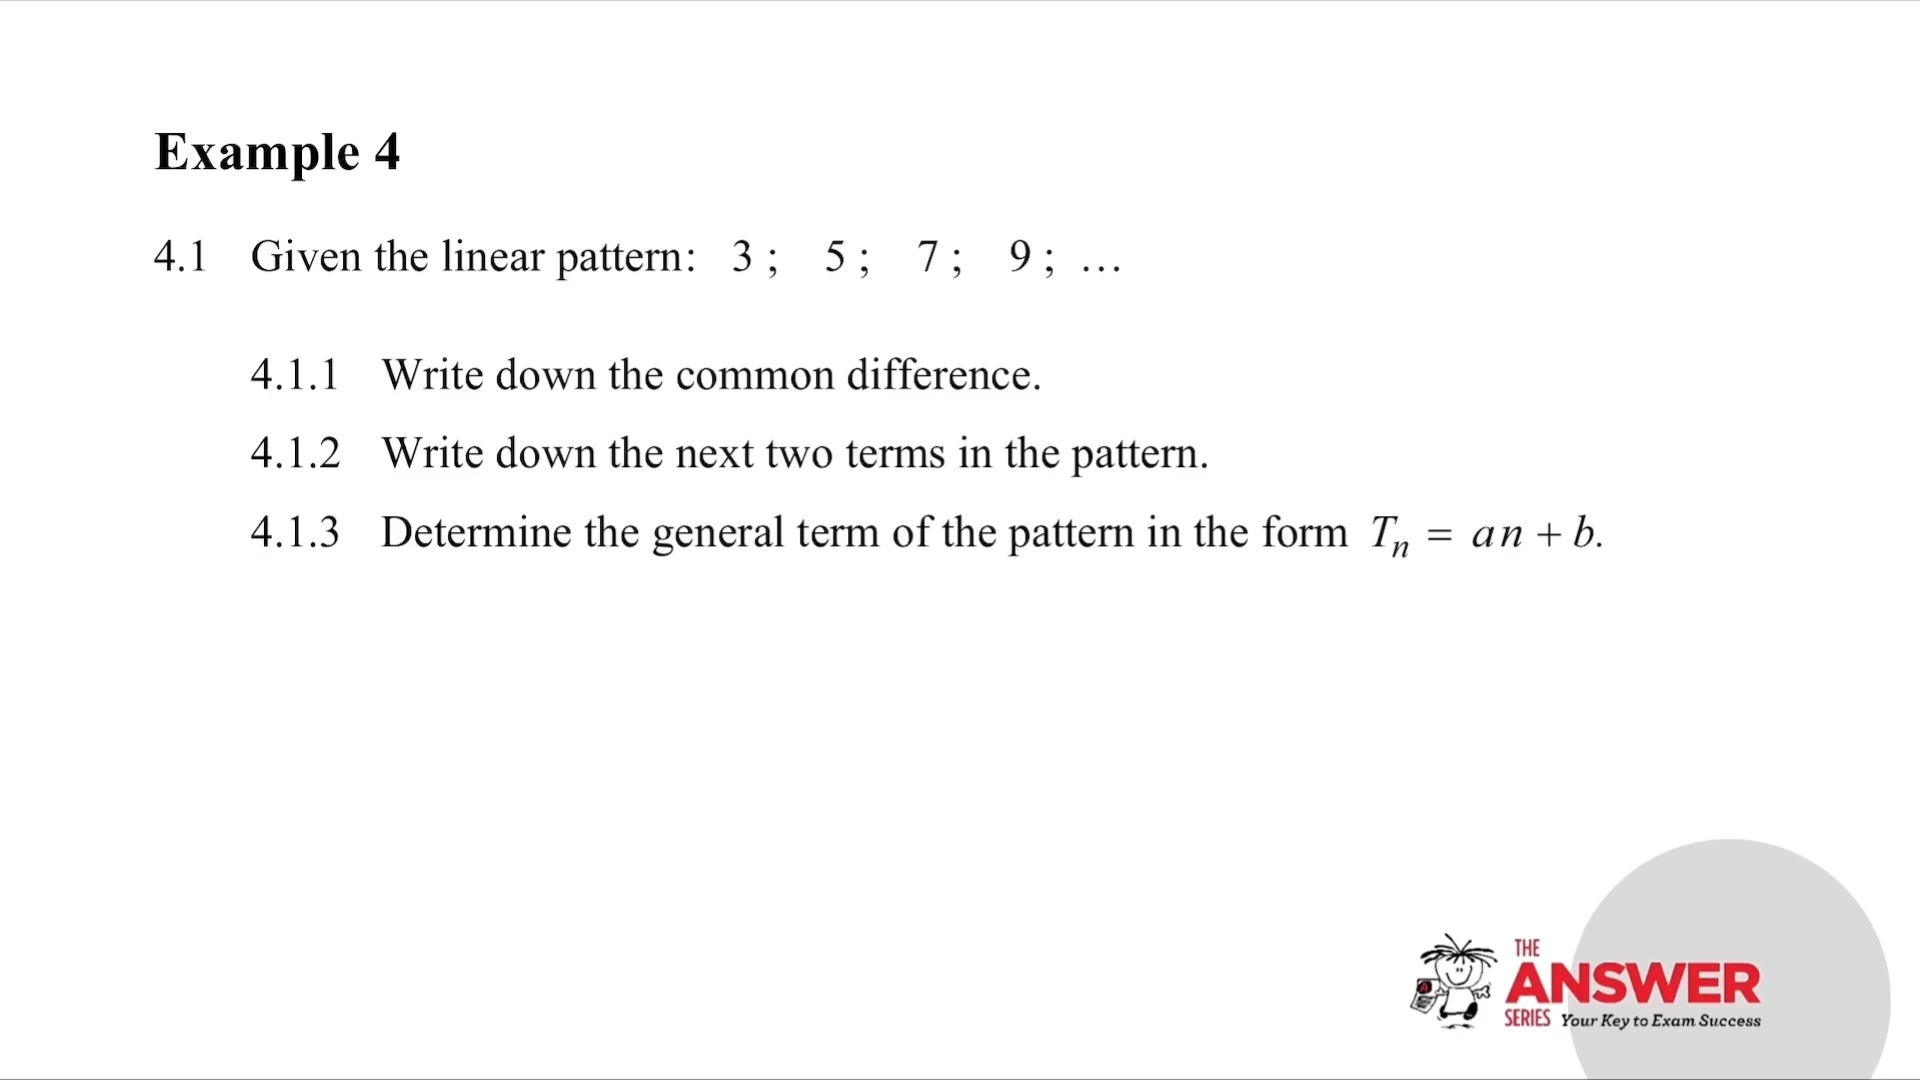 Example 4
4.1 Given the linear pattern: 3 ; 5 ; 7 ; 9 ; …
4.1.1 Write down the common difference.
4.1.2 Write down the next two terms in the pattern.
4.1.3 Determine the general term of the pattern in the form Tₙ = an + b.
THE
ANSWER
SERIES Your Key to Exam Success